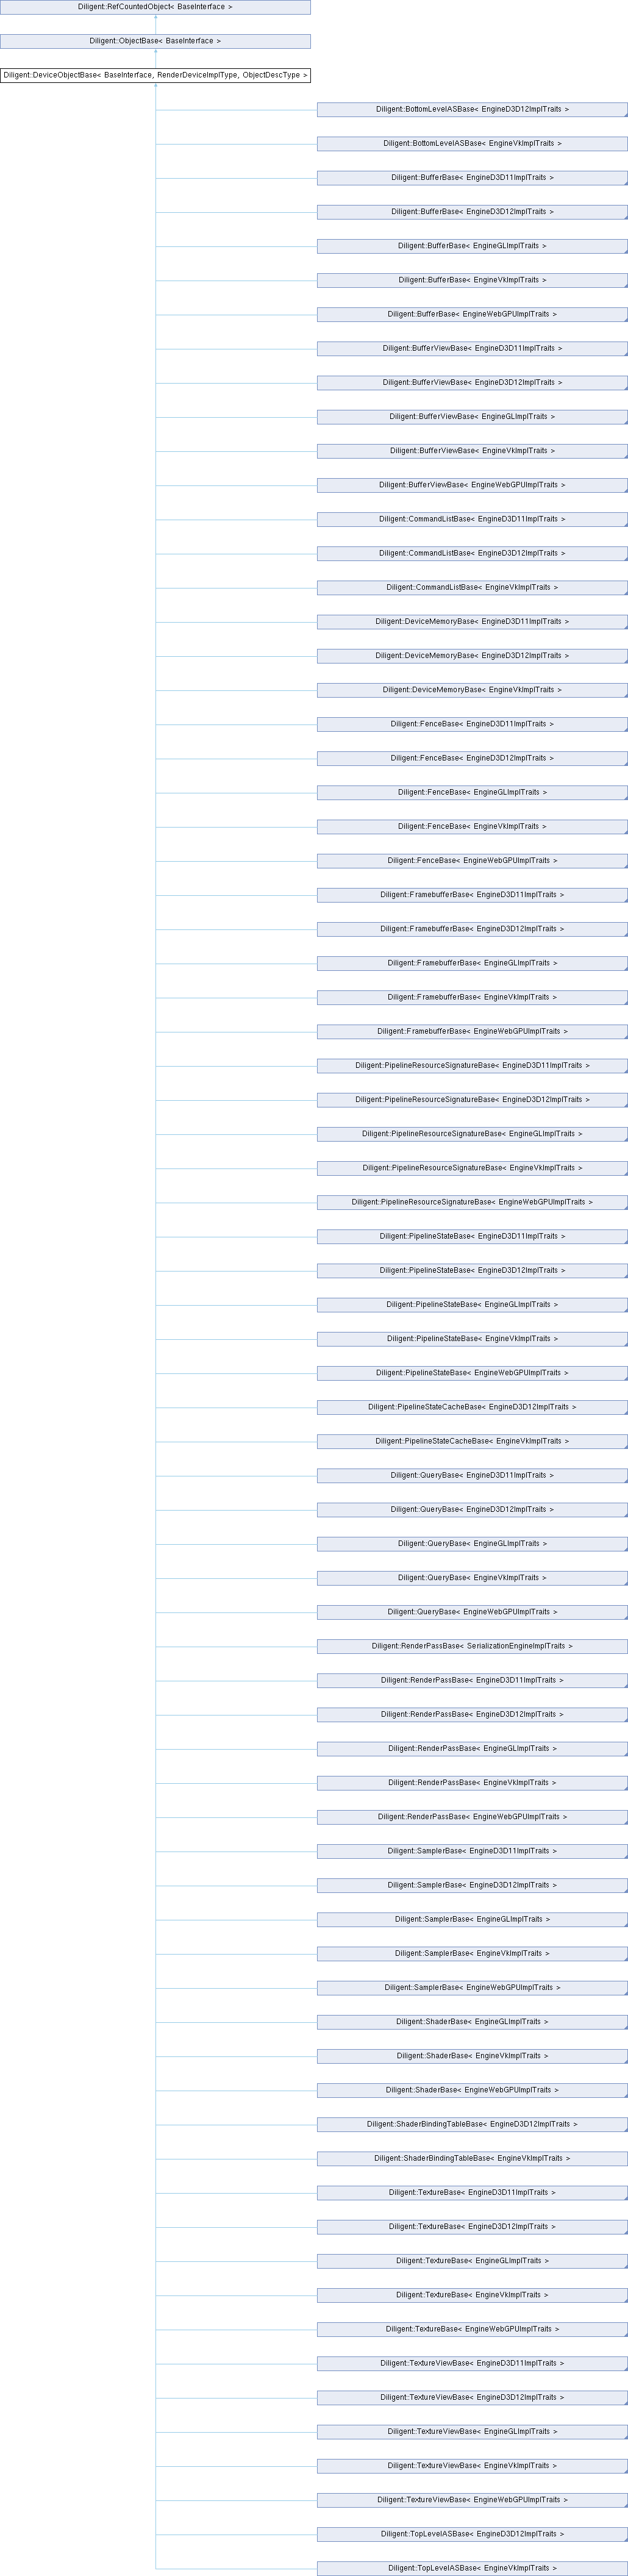 Diligent::RefCountedObject< BaseInterface >
Diligent::ObjectBase< BaseInterface >
Diligent::DeviceObjectBase< BaseInterface, RenderDeviceImplType, ObjectDescType >
Diligent::BottomLevelASBase< EngineD3D12ImplTraits >
Diligent::BottomLevelASBase< EngineVkImplTraits >
Diligent::BufferBase< EngineD3D11ImplTraits >
Diligent::BufferBase< EngineD3D12ImplTraits >
Diligent::BufferBase< EngineGLImplTraits >
Diligent::BufferBase< EngineVkImplTraits >
Diligent::BufferBase< EngineWebGPUImplTraits >
Diligent::BufferViewBase< EngineD3D11ImplTraits >
Diligent::BufferViewBase< EngineD3D12ImplTraits >
Diligent::BufferViewBase< EngineGLImplTraits >
Diligent::BufferViewBase< EngineVkImplTraits >
Diligent::BufferViewBase< EngineWebGPUImplTraits >
Diligent::CommandListBase< EngineD3D11ImplTraits >
Diligent::CommandListBase< EngineD3D12ImplTraits >
Diligent::CommandListBase< EngineVkImplTraits >
Diligent::DeviceMemoryBase< EngineD3D11ImplTraits >
Diligent::DeviceMemoryBase< EngineD3D12ImplTraits >
Diligent::DeviceMemoryBase< EngineVkImplTraits >
Diligent::FenceBase< EngineD3D11ImplTraits >
Diligent::FenceBase< EngineD3D12ImplTraits >
Diligent::FenceBase< EngineGLImplTraits >
Diligent::FenceBase< EngineVkImplTraits >
Diligent::FenceBase< EngineWebGPUImplTraits >
Diligent::FramebufferBase< EngineD3D11ImplTraits >
Diligent::FramebufferBase< EngineD3D12ImplTraits >
Diligent::FramebufferBase< EngineGLImplTraits >
Diligent::FramebufferBase< EngineVkImplTraits >
Diligent::FramebufferBase< EngineWebGPUImplTraits >
Diligent::PipelineResourceSignatureBase< EngineD3D11ImplTraits >
Diligent::PipelineResourceSignatureBase< EngineD3D12ImplTraits >
Diligent::PipelineResourceSignatureBase< EngineGLImplTraits >
Diligent::PipelineResourceSignatureBase< EngineVkImplTraits >
Diligent::PipelineResourceSignatureBase< EngineWebGPUImplTraits >
Diligent::PipelineStateBase< EngineD3D11ImplTraits >
Diligent::PipelineStateBase< EngineD3D12ImplTraits >
Diligent::PipelineStateBase< EngineGLImplTraits >
Diligent::PipelineStateBase< EngineVkImplTraits >
Diligent::PipelineStateBase< EngineWebGPUImplTraits >
Diligent::PipelineStateCacheBase< EngineD3D12ImplTraits >
Diligent::PipelineStateCacheBase< EngineVkImplTraits >
Diligent::QueryBase< EngineD3D11ImplTraits >
Diligent::QueryBase< EngineD3D12ImplTraits >
Diligent::QueryBase< EngineGLImplTraits >
Diligent::QueryBase< EngineVkImplTraits >
Diligent::QueryBase< EngineWebGPUImplTraits >
Diligent::RenderPassBase< SerializationEngineImplTraits >
Diligent::RenderPassBase< EngineD3D11ImplTraits >
Diligent::RenderPassBase< EngineD3D12ImplTraits >
Diligent::RenderPassBase< EngineGLImplTraits >
Diligent::RenderPassBase< EngineVkImplTraits >
Diligent::RenderPassBase< EngineWebGPUImplTraits >
Diligent::SamplerBase< EngineD3D11ImplTraits >
Diligent::SamplerBase< EngineD3D12ImplTraits >
Diligent::SamplerBase< EngineGLImplTraits >
Diligent::SamplerBase< EngineVkImplTraits >
Diligent::SamplerBase< EngineWebGPUImplTraits >
Diligent::ShaderBase< EngineGLImplTraits >
Diligent::ShaderBase< EngineVkImplTraits >
Diligent::ShaderBase< EngineWebGPUImplTraits >
Diligent::ShaderBindingTableBase< EngineD3D12ImplTraits >
Diligent::ShaderBindingTableBase< EngineVkImplTraits >
Diligent::TextureBase< EngineD3D11ImplTraits >
Diligent::TextureBase< EngineD3D12ImplTraits >
Diligent::TextureBase< EngineGLImplTraits >
Diligent::TextureBase< EngineVkImplTraits >
Diligent::TextureBase< EngineWebGPUImplTraits >
Diligent::TextureViewBase< EngineD3D11ImplTraits >
Diligent::TextureViewBase< EngineD3D12ImplTraits >
Diligent::TextureViewBase< EngineGLImplTraits >
Diligent::TextureViewBase< EngineVkImplTraits >
Diligent::TextureViewBase< EngineWebGPUImplTraits >
Diligent::TopLevelASBase< EngineD3D12ImplTraits >
Diligent::TopLevelASBase< EngineVkImplTraits >